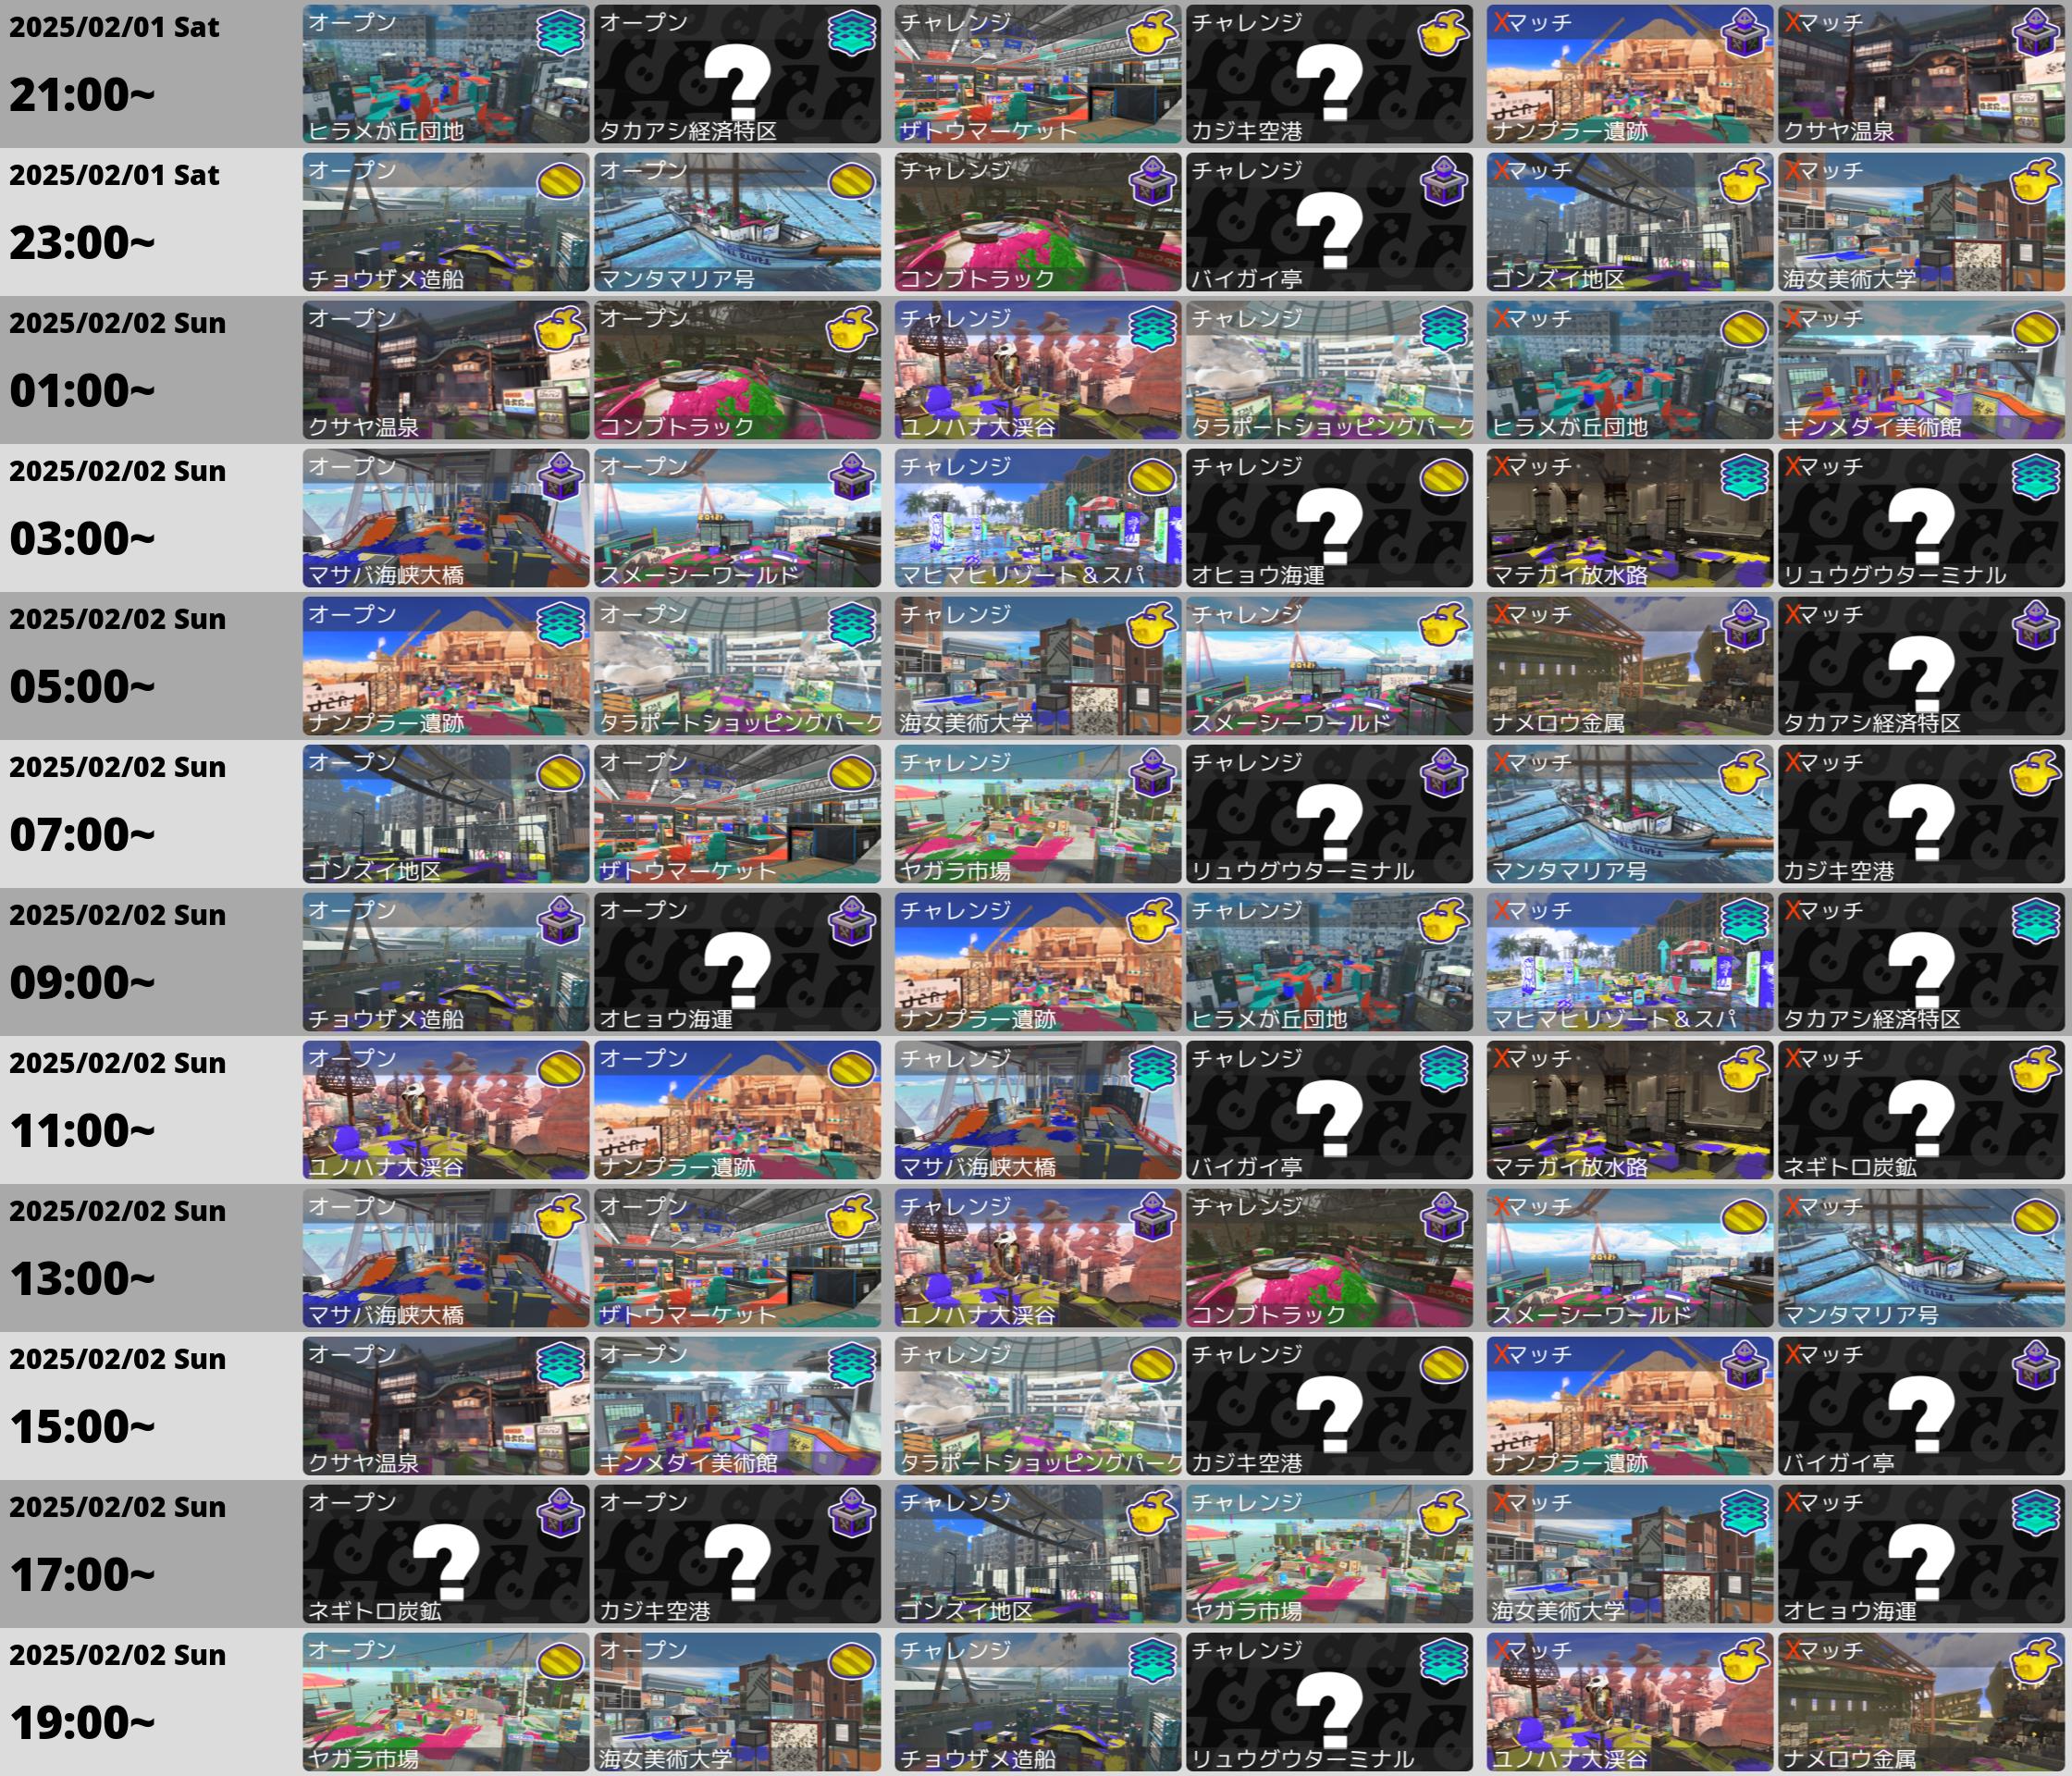 2025/02/01 Sat
21:00~
オープン
ヒラメが丘団地
オープン
タカアシ経済特区
チャレンジ
ザトウマーケット
チャレンジ
カジキ空港
Xマッチ
ナンプラー遺跡
Xマッチ
クサヤ温泉
2025/02/01 Sat
23:00~
オープン
チョウザメ造船
オープン
マンタマリア号
チャレンジ
コンブトラック
チャレンジ
バイガイ亭
Xマッチ
ゴンズイ地区
Xマッチ
海女美術大学
2025/02/02 Sun
01:00~
オープン
クサヤ温泉
オープン
コンブトラック
チャレンジ
ユノハナ大渓谷
チャレンジ
タラポートショッピングパーク
Xマッチ
ヒラメが丘団地
Xマッチ
キンメダイ美術館
2025/02/02 Sun
03:00~
オープン
マサバ海峡大橋
オープン
スメーシーワールド
チャレンジ
マヒマヒリゾート＆スパ
チャレンジ
オヒョウ海運
Xマッチ
マテガイ放水路
Xマッチ
リュウグウターミナル
2025/02/02 Sun
05:00~
オープン
ナンプラー遺跡
オープン
タラポートショッピングパーク
チャレンジ
海女美術大学
チャレンジ
スメーシーワールド
Xマッチ
ナメロウ金属
Xマッチ
タカアシ経済特区
2025/02/02 Sun
07:00~
オープン
ゴンズイ地区
オープン
ザトウマーケット
チャレンジ
ヤガラ市場
チャレンジ
リュウグウターミナル
Xマッチ
マンタマリア号
Xマッチ
カジキ空港
2025/02/02 Sun
09:00~
オープン
チョウザメ造船
オープン
オヒョウ海運
チャレンジ
ナンプラー遺跡
チャレンジ
ヒラメが丘団地
Xマッチ
マヒマヒリゾート＆スパ
Xマッチ
タカアシ経済特区
2025/02/02 Sun
11:00~
オープン
ユノハナ大渓谷
オープン
ナンプラー遺跡
チャレンジ
マサバ海峡大橋
チャレンジ
バイガイ亭
Xマッチ
マテガイ放水路
Xマッチ
ネギトロ炭鉱
2025/02/02 Sun
13:00~
オープン
マサバ海峡大橋
オープン
ザトウマーケット
チャレンジ
ユノハナ大渓谷
チャレンジ
コンブトラック
Xマッチ
スメーシーワールド
Xマッチ
マンタマリア号
2025/02/02 Sun
15:00~
オープン
クサヤ温泉
オープン
キンメダイ美術館
チャレンジ
タラポートショッピングパーク
チャレンジ
カジキ空港
Xマッチ
ナンプラー遺跡
Xマッチ
バイガイ亭
2025/02/02 Sun
17:00~
オープン
ネギトロ炭鉱
オープン
カジキ空港
チャレンジ
ゴンズイ地区
チャレンジ
ヤガラ市場
Xマッチ
海女美術大学
Xマッチ
オヒョウ海運
2025/02/02 Sun
19:00~
オープン
ヤガラ市場
オープン
海女美術大学
チャレンジ
チョウザメ造船
チャレンジ
リュウグウターミナル
Xマッチ
ユノハナ大渓谷
Xマッチ
ナメロウ金属